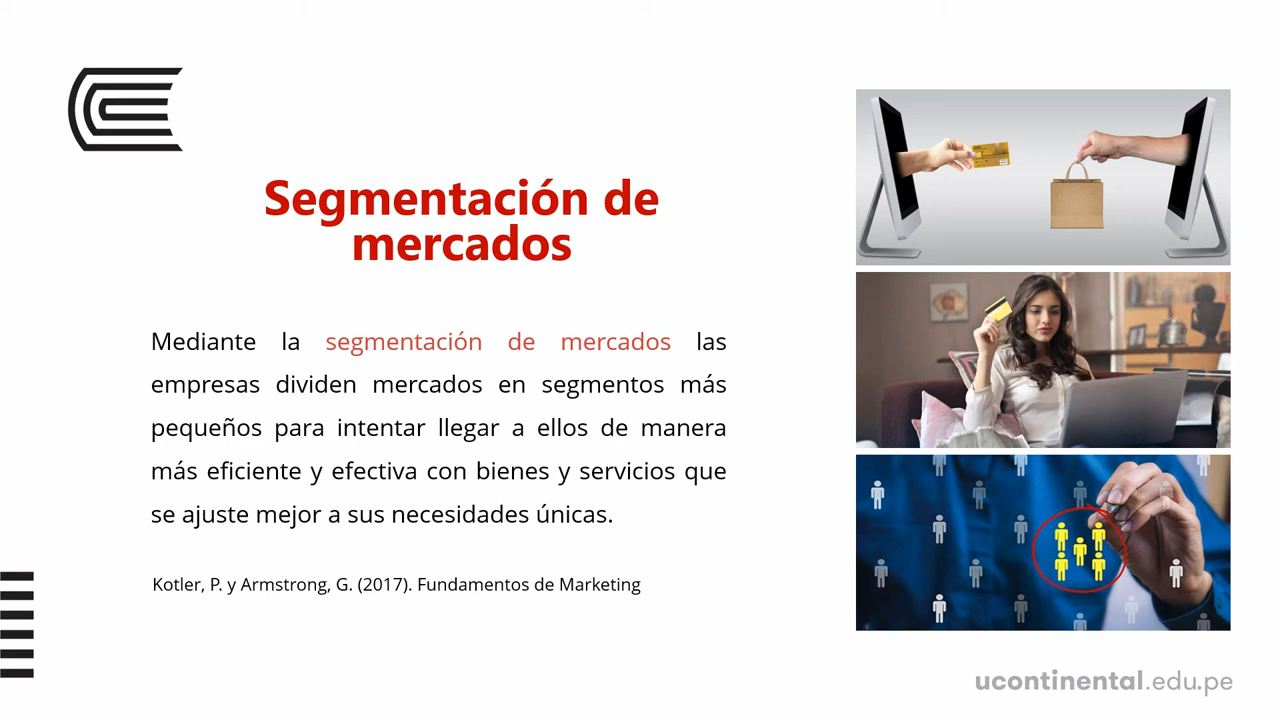 Segmentación de
mercados
Mediante la segmentación de mercados las
empresas dividen mercados en segmentos más
pequeños para intentar llegar a ellos de manera
más eficiente y efectiva con bienes y servicios que
se ajuste mejor a sus necesidades únicas.
Kotler, P. y Armstrong, G. (2017). Fundamentos de Marketing
ucontinental.edu.pe